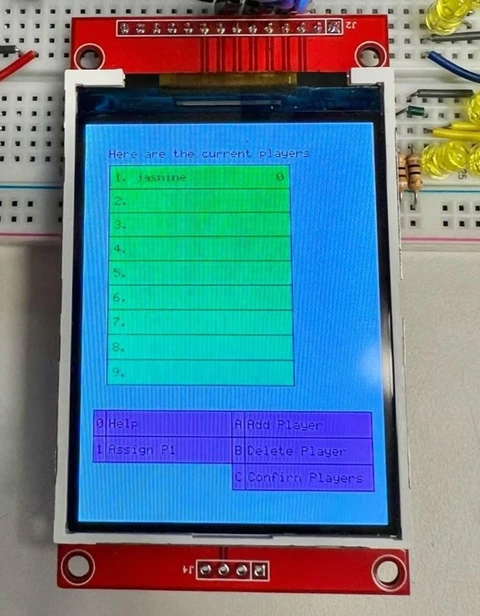 J2
Here are the current players
1. jasmine 0
2.
3.
4.
5.
6.
7.
8.
9.
0 Help A Add Player
1 Assign P1 B Delete Player
C Confirm Players
J4